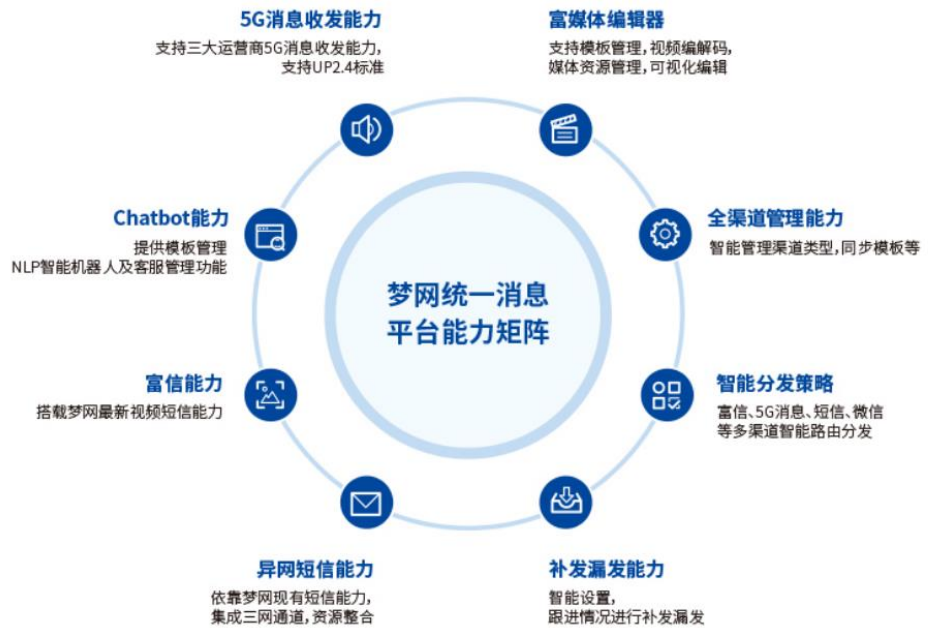 5G消息收发能力
支持三大运营商5G消息收发能力,
支持UP2.4标准
富媒体编辑器
支持模板管理,视频编解码,
媒体资源管理,可视化编辑
Chatbot能力
提供模板管理
NLP智能机器人及客服管理功能
全渠道管理能力
智能管理渠道类型,同步模板等
梦网统一消息
平台能力矩阵
富信能力
搭载梦网最新视频短信能力
智能分发策略
富信、5G消息、短信、微信
等多渠道智能路由分发
异网短信能力
依靠梦网现有短信能力,
集成三网通道,资源整合
补发漏发能力
智能设置,
跟进情况进行补发漏发